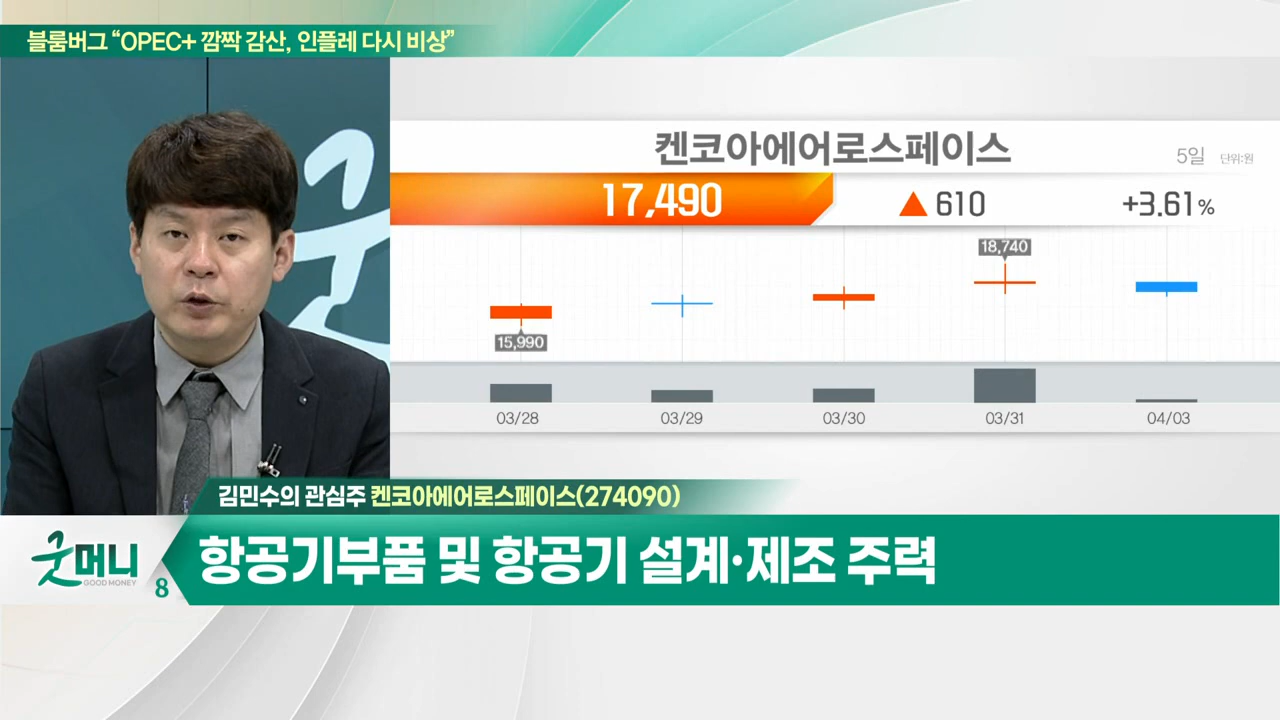 블룸버그 “OPEC+ 깜짝 감산, 인플레 다시 비상”
켄코아에어로스페이스
5일 단위:원
17,490 ▲ 610 +3.61%
18,740
15,990
03/28 03/29 03/30 03/31 04/03
김민수의 관심주 켄코아에어로스페이스(274090)
굿머니
GOOD MONEY
8
항공기부품 및 항공기 설계·제조 주력